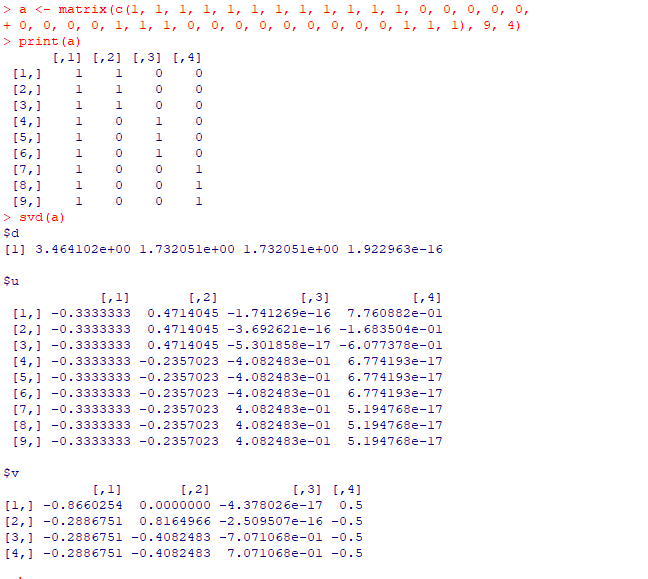 > a <- matrix(c(1, 1, 1, 1, 1, 1, 1, 1, 1, 1, 1, 1, 0, 0, 0, 0, 0,
+ 0, 0, 0, 0, 1, 1, 1, 0, 0, 0, 0, 0, 0, 0, 0, 0, 1, 1, 1), 9, 4)
> print(a)
      [,1] [,2] [,3] [,4]
 [1,]    1    1    0    0
 [2,]    1    1    0    0
 [3,]    1    1    0    0
 [4,]    1    0    1    0
 [5,]    1    0    1    0
 [6,]    1    0    1    0
 [7,]    1    0    0    1
 [8,]    1    0    0    1
 [9,]    1    0    0    1
> svd(a)
$d
[1] 3.464102e+00 1.732051e+00 1.732051e+00 1.922963e-16
$u
            [,1]       [,2]          [,3]          [,4]
 [1,] -0.3333333  0.4714045 -1.741269e-16  7.760882e-01
 [2,] -0.3333333  0.4714045 -3.692621e-16 -1.683504e-01
 [3,] -0.3333333  0.4714045 -5.301858e-17 -6.077378e-01
 [4,] -0.3333333 -0.2357023 -4.082483e-01  6.774193e-17
 [5,] -0.3333333 -0.2357023 -4.082483e-01  6.774193e-17
 [6,] -0.3333333 -0.2357023 -4.082483e-01  6.774193e-17
 [7,] -0.3333333 -0.2357023  4.082483e-01  5.194768e-17
 [8,] -0.3333333 -0.2357023  4.082483e-01  5.194768e-17
 [9,] -0.3333333 -0.2357023  4.082483e-01  5.194768e-17
$v
           [,1]       [,2]          [,3] [,4]
[1,] -0.8660254  0.0000000 -4.378026e-17  0.5
[2,] -0.2886751  0.8164966 -2.509507e-16 -0.5
[3,] -0.2886751 -0.4082483 -7.071068e-01 -0.5
[4,] -0.2886751 -0.4082483  7.071068e-01 -0.5